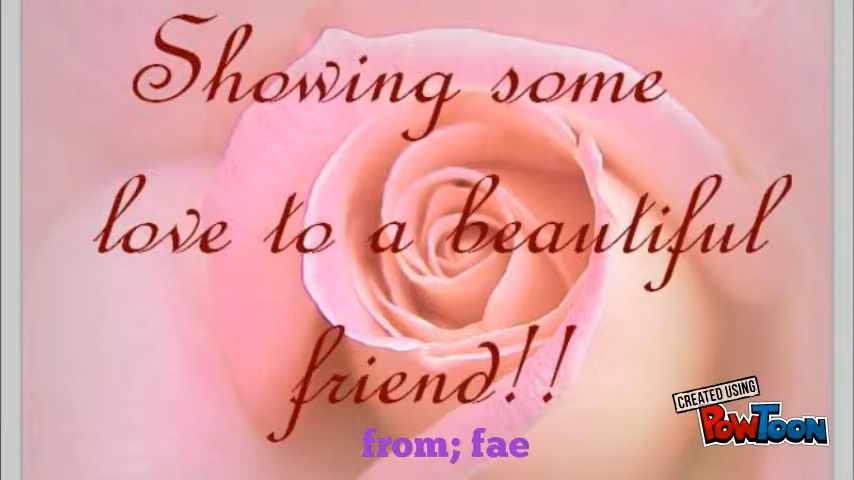 Showing some
love to a beautiful
friend!!
from; fae
CREATED USING
POWTOON